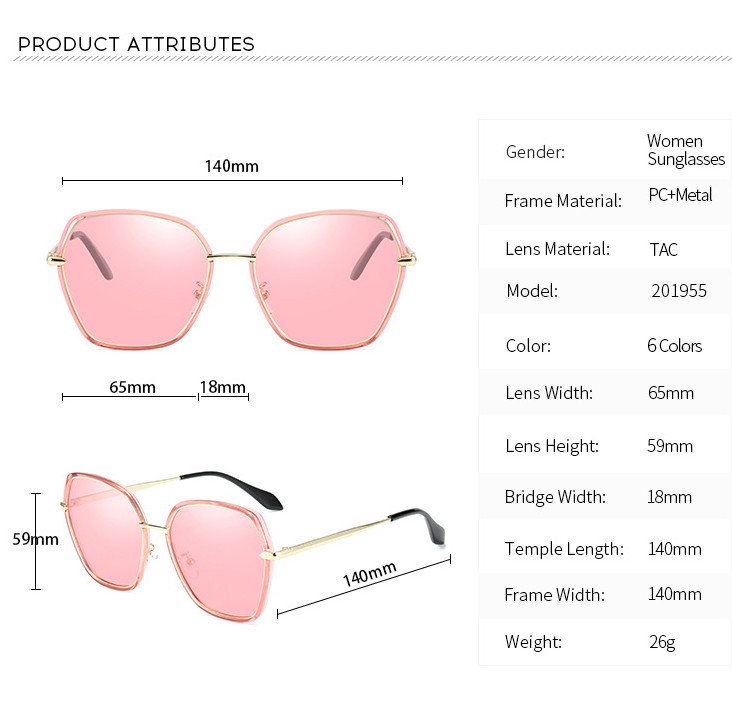 PRODUCT ATTRIBUTES
140mm
65mm 18mm
59mm
140mm
Gender: Women Sunglasses
Frame Material: PC+Metal
Lens Material: TAC
Model: 201955
Color: 6 Colors
Lens Width: 65mm
Lens Height: 59mm
Bridge Width: 18mm
Temple Length: 140mm
Frame Width: 140mm
Weight: 26g